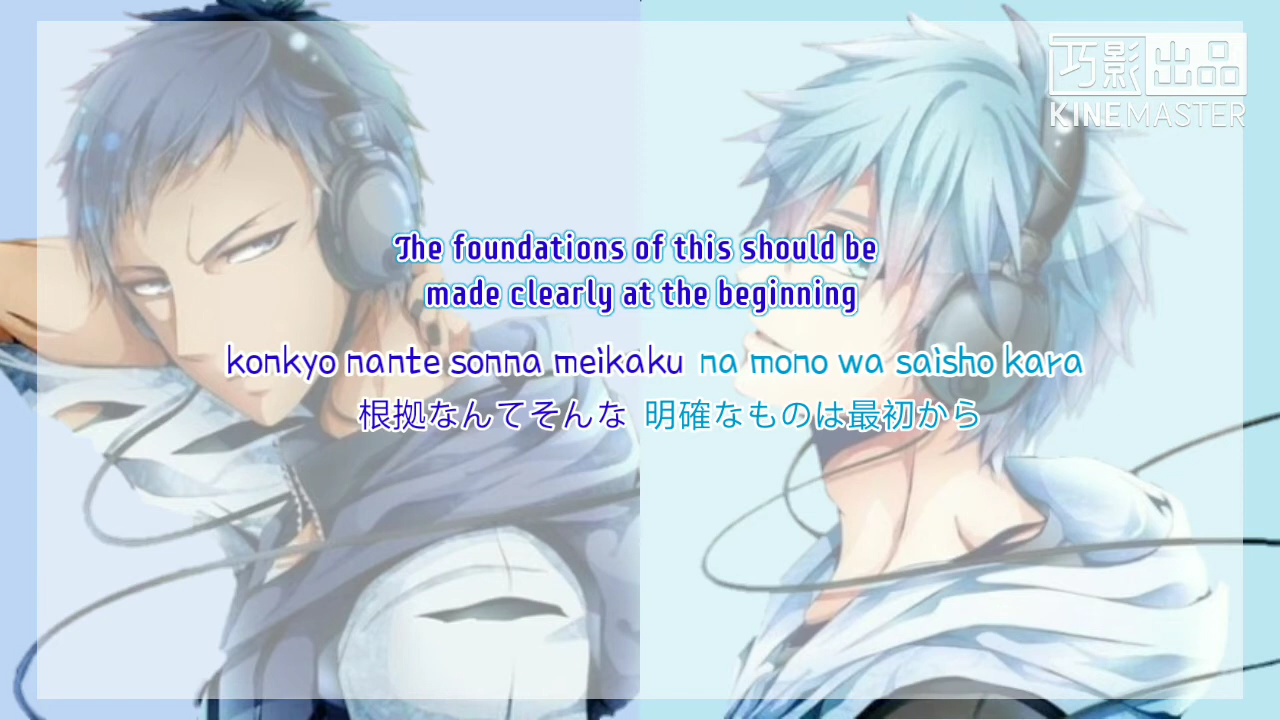 巧影出品
KINEMASTER
The foundations of this should be
made clearly at the beginning
konkyo nante sonna meikaku na mono wa saisho kara
根拠なんてそんな 明確なものは最初から